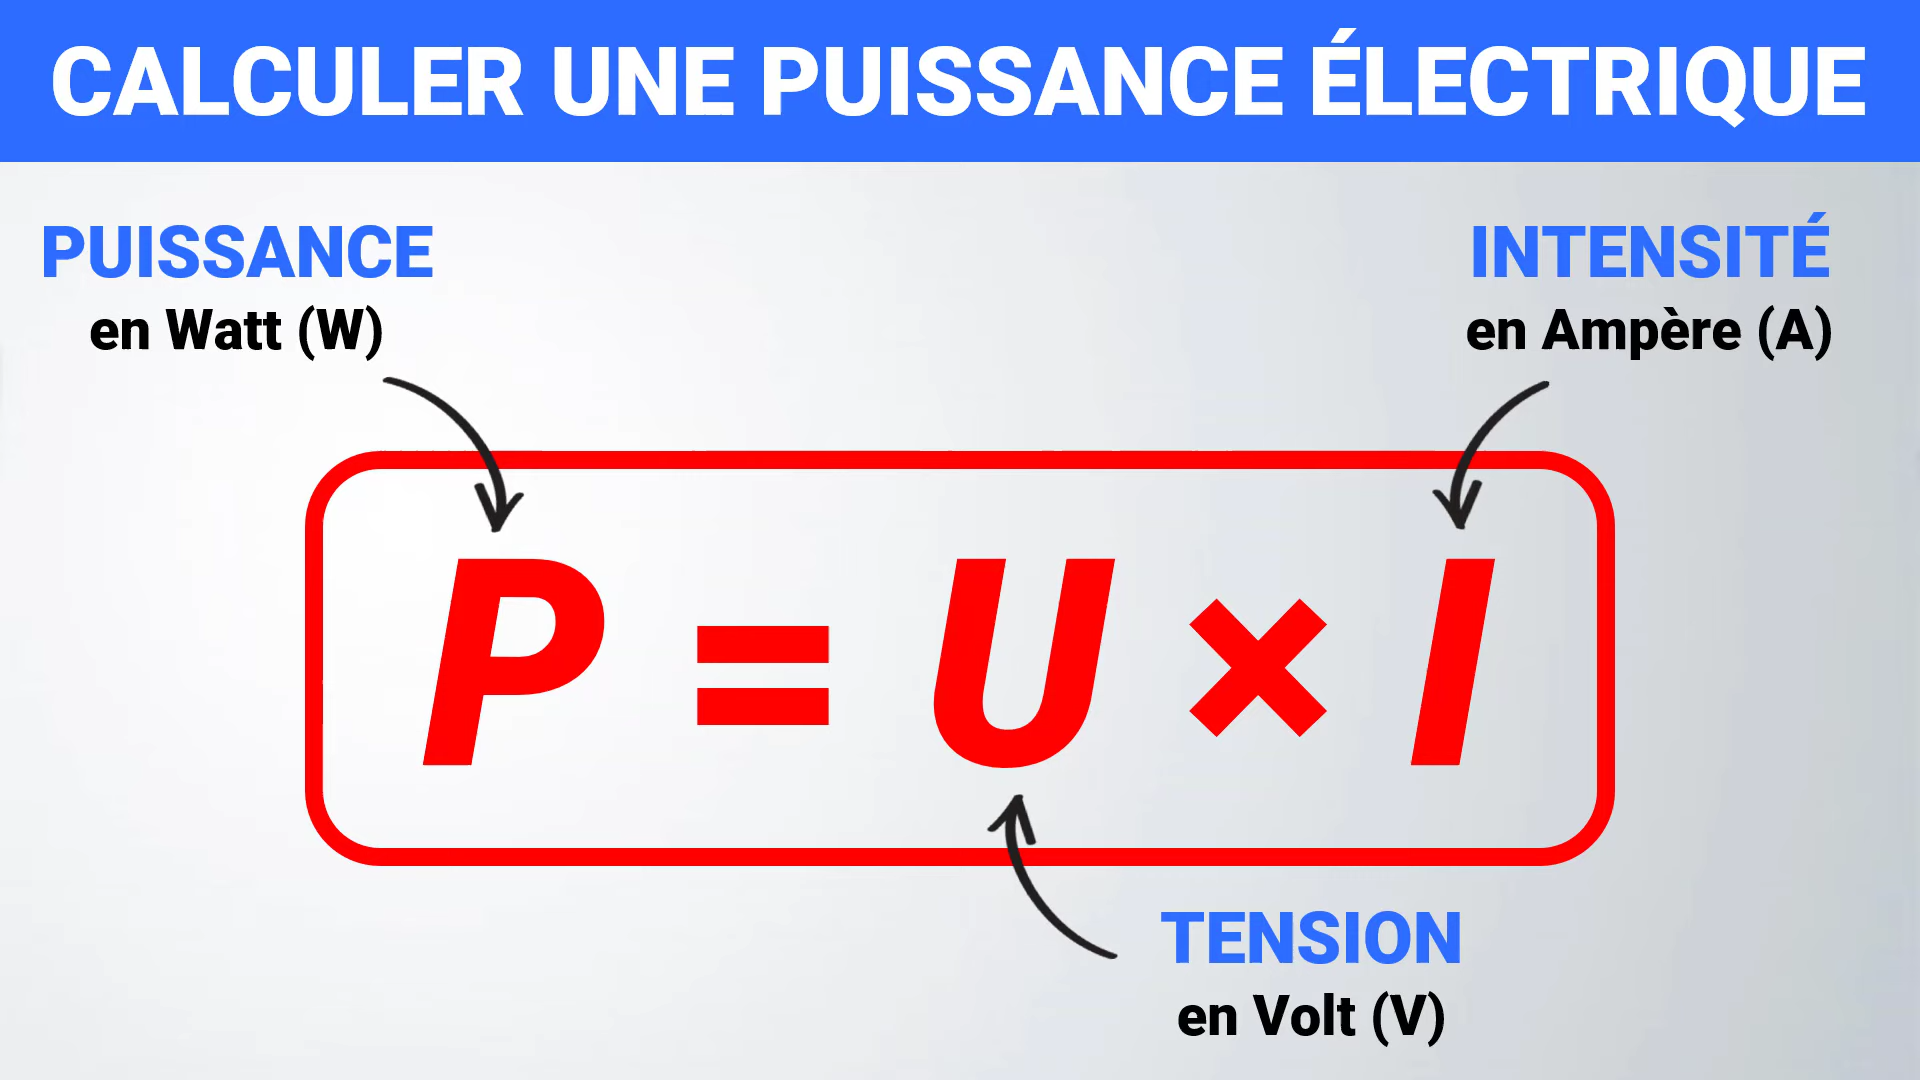 CALCULER UNE PUISSANCE ÉLECTRIQUE
PUISSANCE
en Watt (W)
INTENSITÉ
en Ampère (A)
P = U × I
TENSION
en Volt (V)